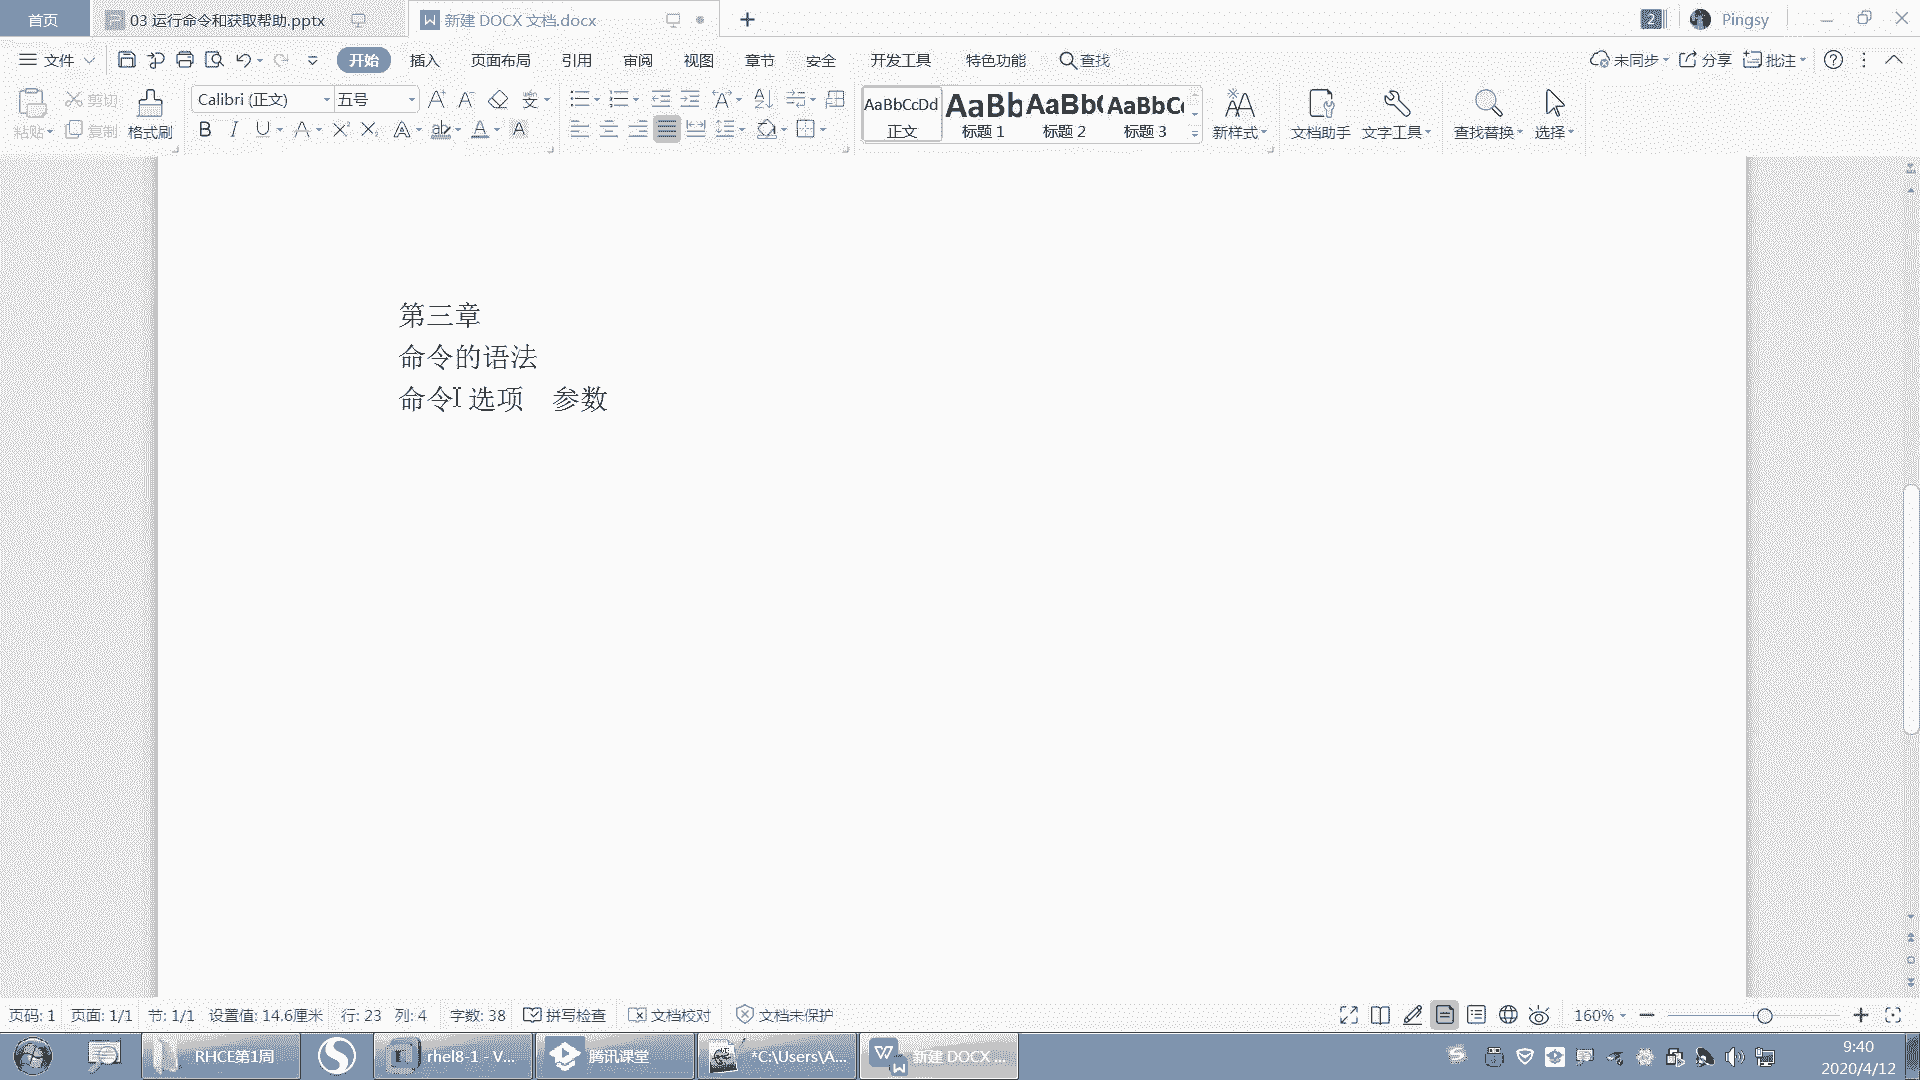 首页
03 运行命令和获取帮助.pptx
新建 DOCX 文档.docx
2
Pingsy
文件
开始
插入
页面布局
引用
审阅
视图
章节
安全
开发工具
特色功能
查找
未同步
分享
批注
粘贴
剪切
复制
格式刷
Calibri (正文)
五号
AaBbCcDd
正文
AaBb
标题 1
AaBb(
标题 2
AaBbC
标题 3
新样式
文档助手
文字工具
查找替换
选择
第三章
命令的语法
命令 选项 参数
页码: 1
页面: 1/1
节: 1/1
设置值: 14.6厘米
行: 23
列: 4
字数: 38
拼写检查
文档校对
文档未保护
160%
RHCE第1周
rhel8-1 - V...
腾讯课堂
*C:\Users\A...
新建 DOCX ...
9:40
2020/4/12